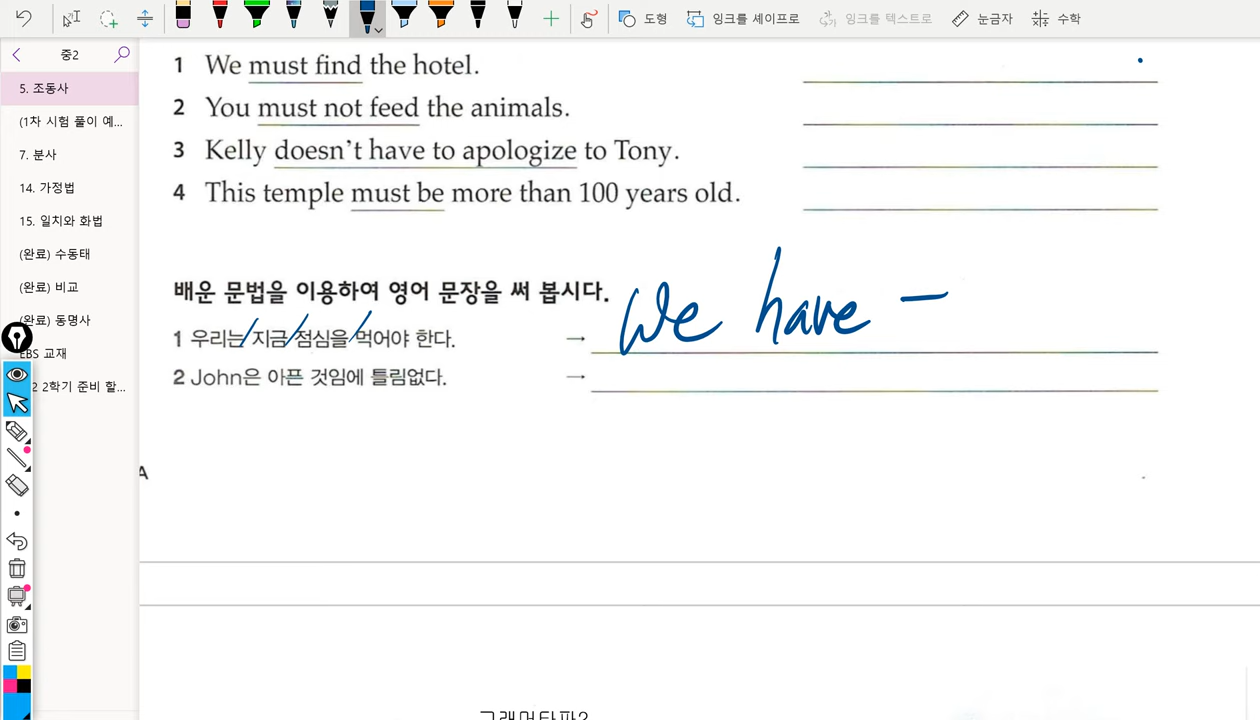 도형
잉크를 셰이프로
잉크를 텍스트로
눈금자
수학
중2
5. 조동사
(1차 시험 풀이 예...
7. 분사
14. 가정법
15. 일치와 화법
(완료) 수동태
(완료) 비교
(완료) 동명사
EBS 교재
2 2학기 준비 할...
1 We must find the hotel.
2 You must not feed the animals.
3 Kelly doesn't have to apologize to Tony.
4 This temple must be more than 100 years old.
배운 문법을 이용하여 영어 문장을 써 봅시다.
1 우리는/지금/점심을/먹어야 한다. → We have –
2 John은 아픈 것임에 틀림없다. →
A